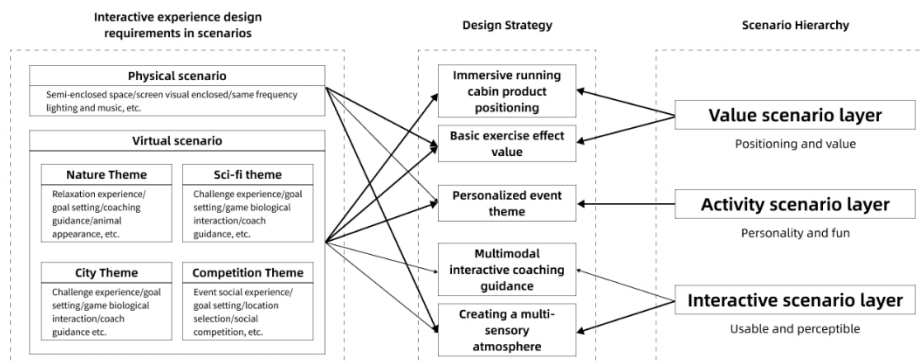 Interactive experience design
requirements in scenarios
Physical scenario
Semi-enclosed space/screen visual enclosed/same frequency
lighting and music, etc.
Virtual scenario
Nature Theme
Relaxation experience/
goal setting/coaching
guidance/animal
appearance, etc.
Sci-fi theme
Challenge experience/goal
setting/game biological
interaction/coach
guidance, etc.
City Theme
Challenge experience/goal
setting/game biological
interaction/coach
guidance etc.
Competition Theme
Event social experience/
goal setting/location
selection/social
competition, etc.
Design Strategy
Immersive running
cabin product
positioning
Basic exercise effect
value
Personalized event
theme
Multimodal
interactive coaching
guidance
Creating a multi-
sensory
atmosphere
Scenario Hierarchy
Value scenario layer
Positioning and value
Activity scenario layer
Personality and fun
Interactive scenario layer
Usable and perceptible